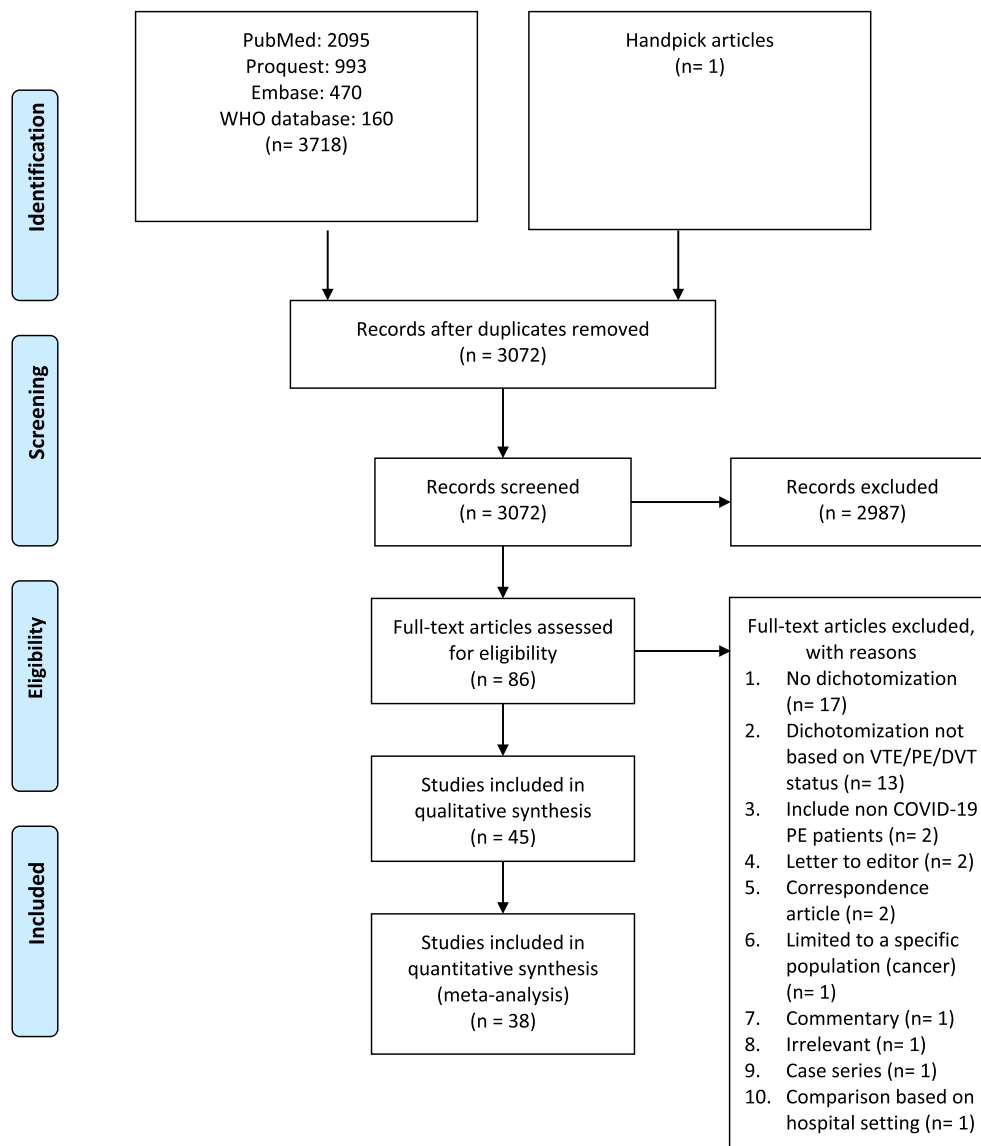 PubMed: 2095
Proquest: 993
Embase: 470
WHO database: 160
(n= 3718)
Handpick articles
(n= 1)
Identification
Records after duplicates removed
(n = 3072)
Screening
Records screened
(n = 3072)
Records excluded
(n = 2987)
Eligibility
Full-text articles assessed
for eligibility
(n = 86)
Full-text articles excluded,
with reasons
1. No dichotomization
(n= 17)
2. Dichotomization not
based on VTE/PE/DVT
status (n= 13)
3. Include non COVID-19
PE patients (n= 2)
4. Letter to editor (n= 2)
5. Correspondence
article (n= 2)
6. Limited to a specific
population (cancer)
(n= 1)
7. Commentary (n= 1)
8. Irrelevant (n= 1)
9. Case series (n= 1)
10. Comparison based on
hospital setting (n= 1)
Studies included in
qualitative synthesis
(n = 45)
Included
Studies included in
quantitative synthesis
(meta-analysis)
(n = 38)